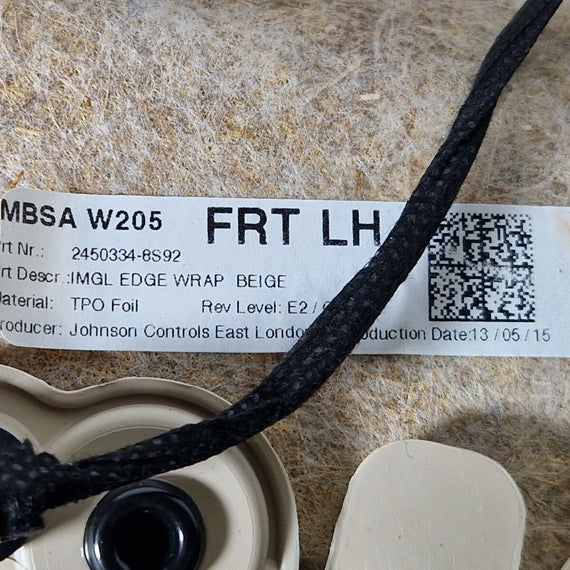 MBSA W205 FRT LH
rt Nr.: 2450334-8S92
rt Descr.:IMGL EDGE WRAP BEIGE
aterial: TPO Foil Rev Level: E2 /
roducer: Johnson Controls East London oduction Date:13 / 05 / 15